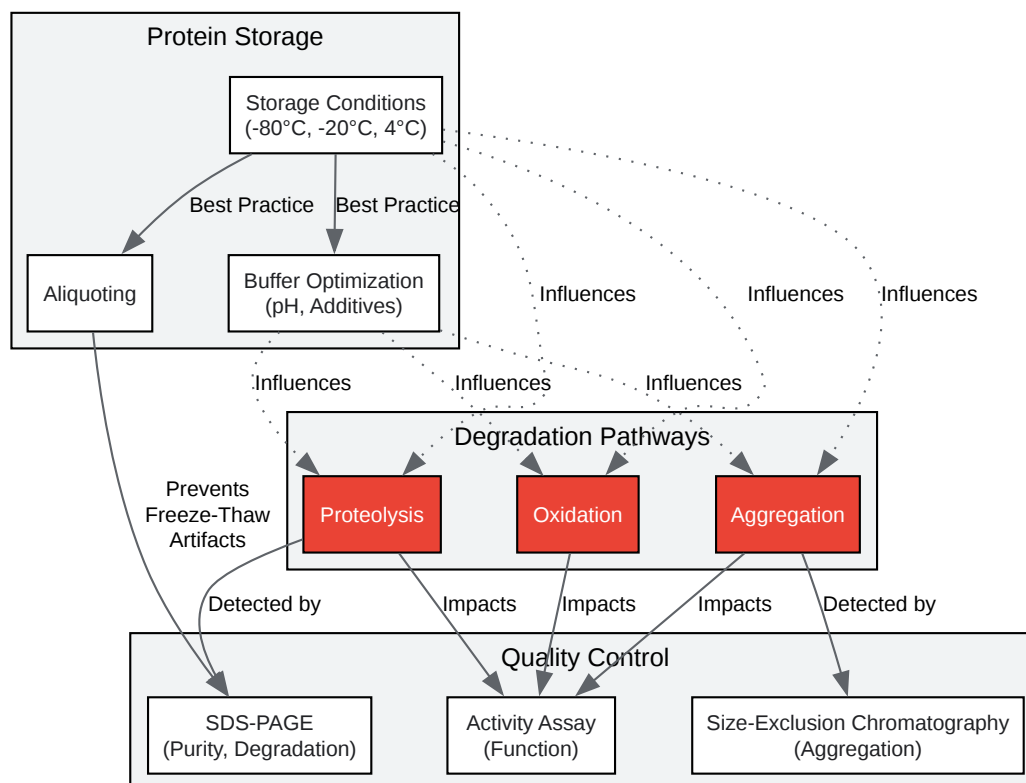 Protein Storage
Storage Conditions
(-80°C, -20°C, 4°C)
Best Practice
Best Practice
Aliquoting
Buffer Optimization
(pH, Additives)
Influences
Influences
Influences
Influences
Influences
Influences
Degradation Pathways
Proteolysis
Oxidation
Aggregation
Prevents
Freeze-Thaw
Artifacts
Detected by
Impacts
Impacts
Impacts
Detected by
Quality Control
SDS-PAGE
(Purity, Degradation)
Activity Assay
(Function)
Size-Exclusion Chromatography
(Aggregation)